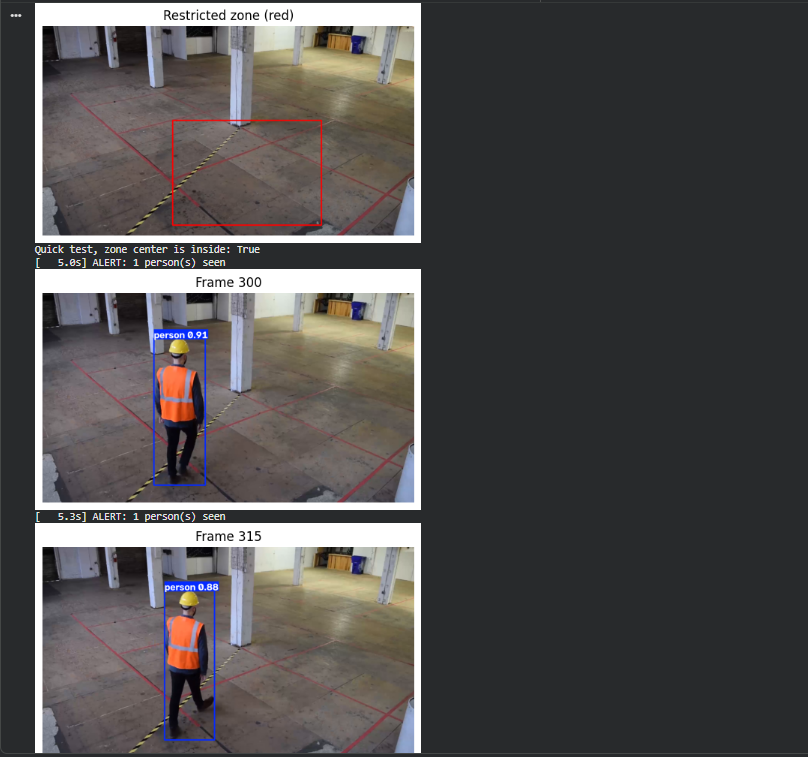 Restricted zone (red)
Quick test, zone center is inside: True
[   5.0s] ALERT: 1 person(s) seen
Frame 300
person 0.91
[   5.3s] ALERT: 1 person(s) seen
Frame 315
person 0.88